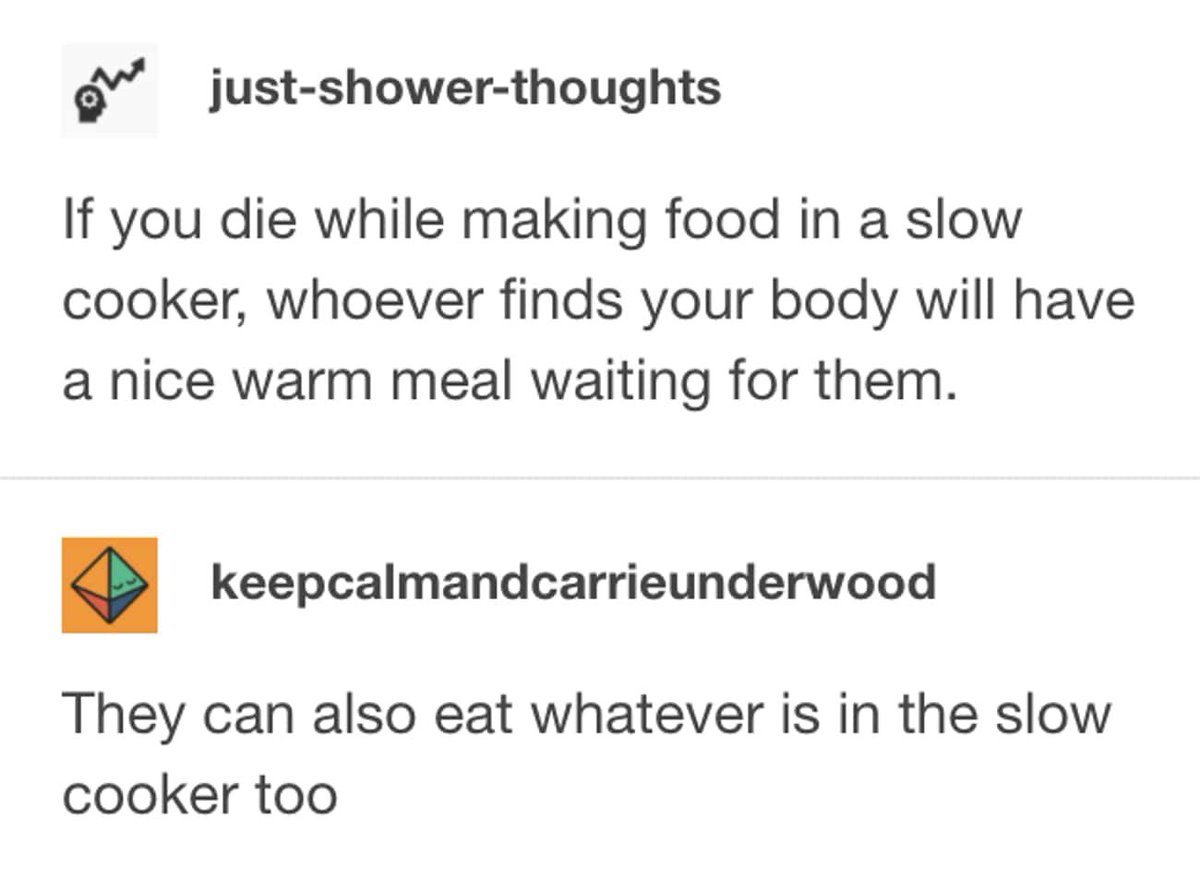 just-shower-thoughts
If you die while making food in a slow
cooker, whoever finds your body will have
a nice warm meal waiting for them.
keepcalmandcarrieunderwood
They can also eat whatever is in the slow
cooker too